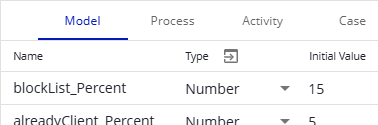 Model Process Activity Case
Name Type Initial Value
blockList_Percent Number 15
alreadyClient_Percent Number 5